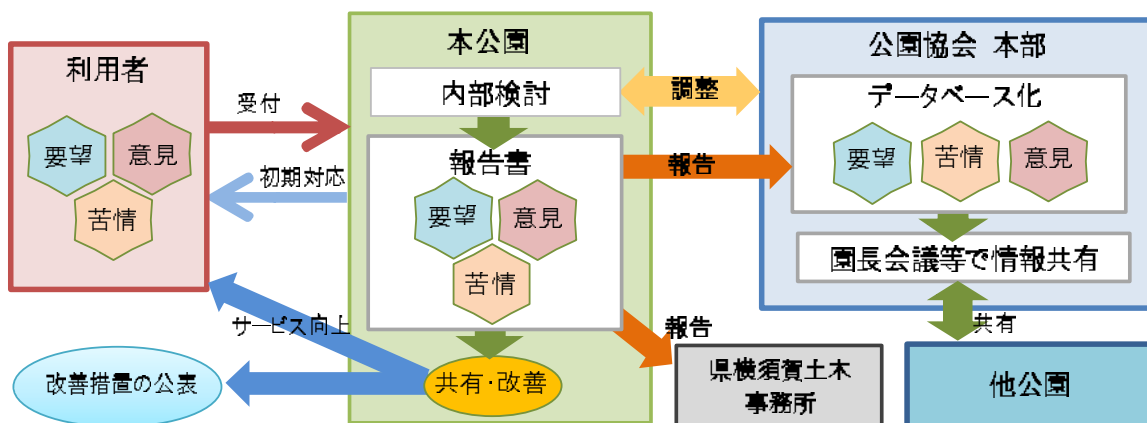 利用者
要望
意見
苦情
受付
初期対応
サービス向上
改善措置の公表
本公園
内部検討
報告書
要望
意見
苦情
共有・改善
調整
報告
報告
県横須賀土木
事務所
公園協会 本部
データベース化
要望
苦情
意見
園長会議等で情報共有
共有
他公園